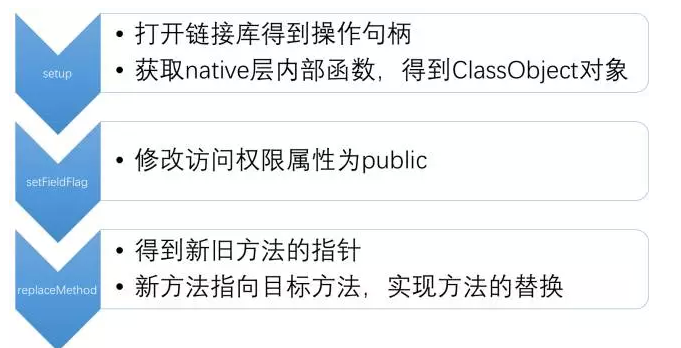 setup
• 打开链接库得到操作句柄
• 获取native层内部函数，得到ClassObject对象
setFieldFlag
• 修改访问权限属性为public
replaceMethod
• 得到新旧方法的指针
• 新方法指向目标方法，实现方法的替换